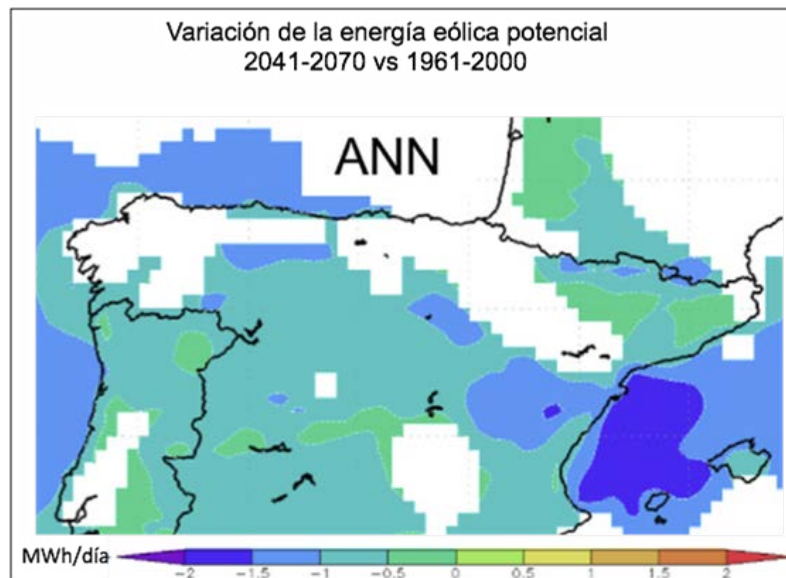 Variación de la energía eólica potencial
2041-2070 vs 1961-2000
ANN
MWh/día
−2 −1.5 −1 −0.5 0 0.5 1 1.5 2